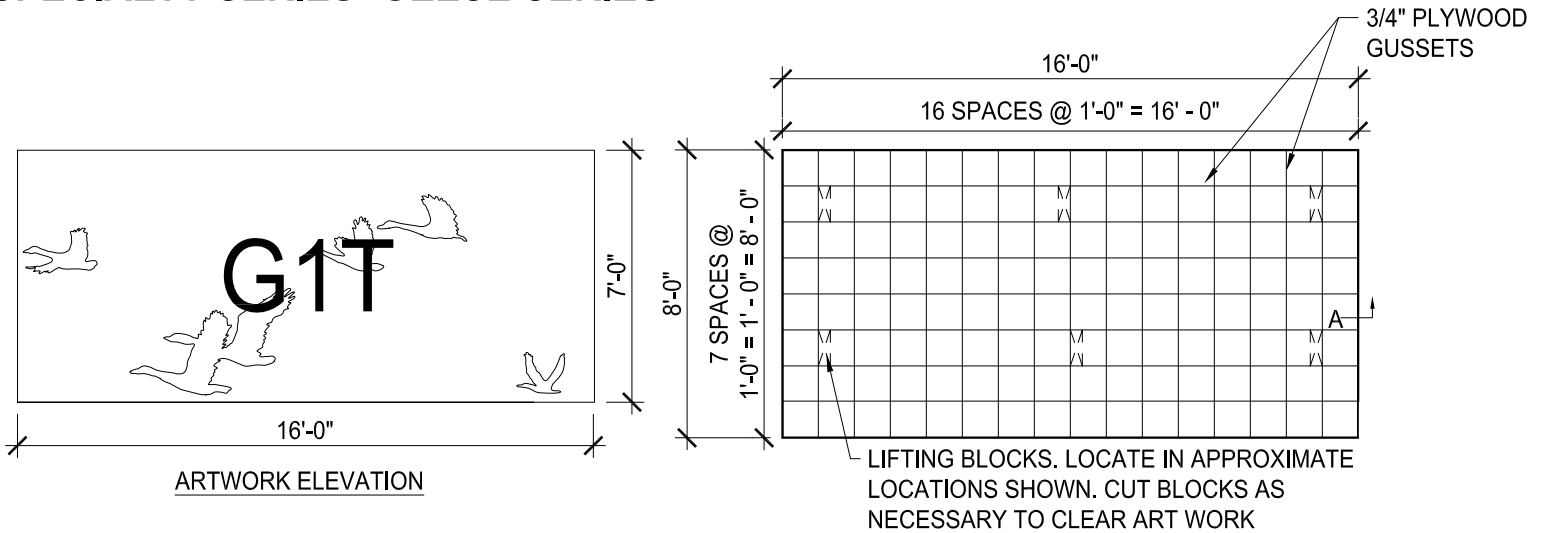 3/4" PLYWOOD
GUSSETS
16'-0"
16 SPACES @ 1'-0" = 16' - 0"
G1T
7'-0"
8'-0"
7 SPACES @
1'-0" = 1' - 0" = 8' - 0"
A
16'-0"
ARTWORK ELEVATION
LIFTING BLOCKS. LOCATE IN APPROXIMATE
LOCATIONS SHOWN. CUT BLOCKS AS
NECESSARY TO CLEAR ART WORK